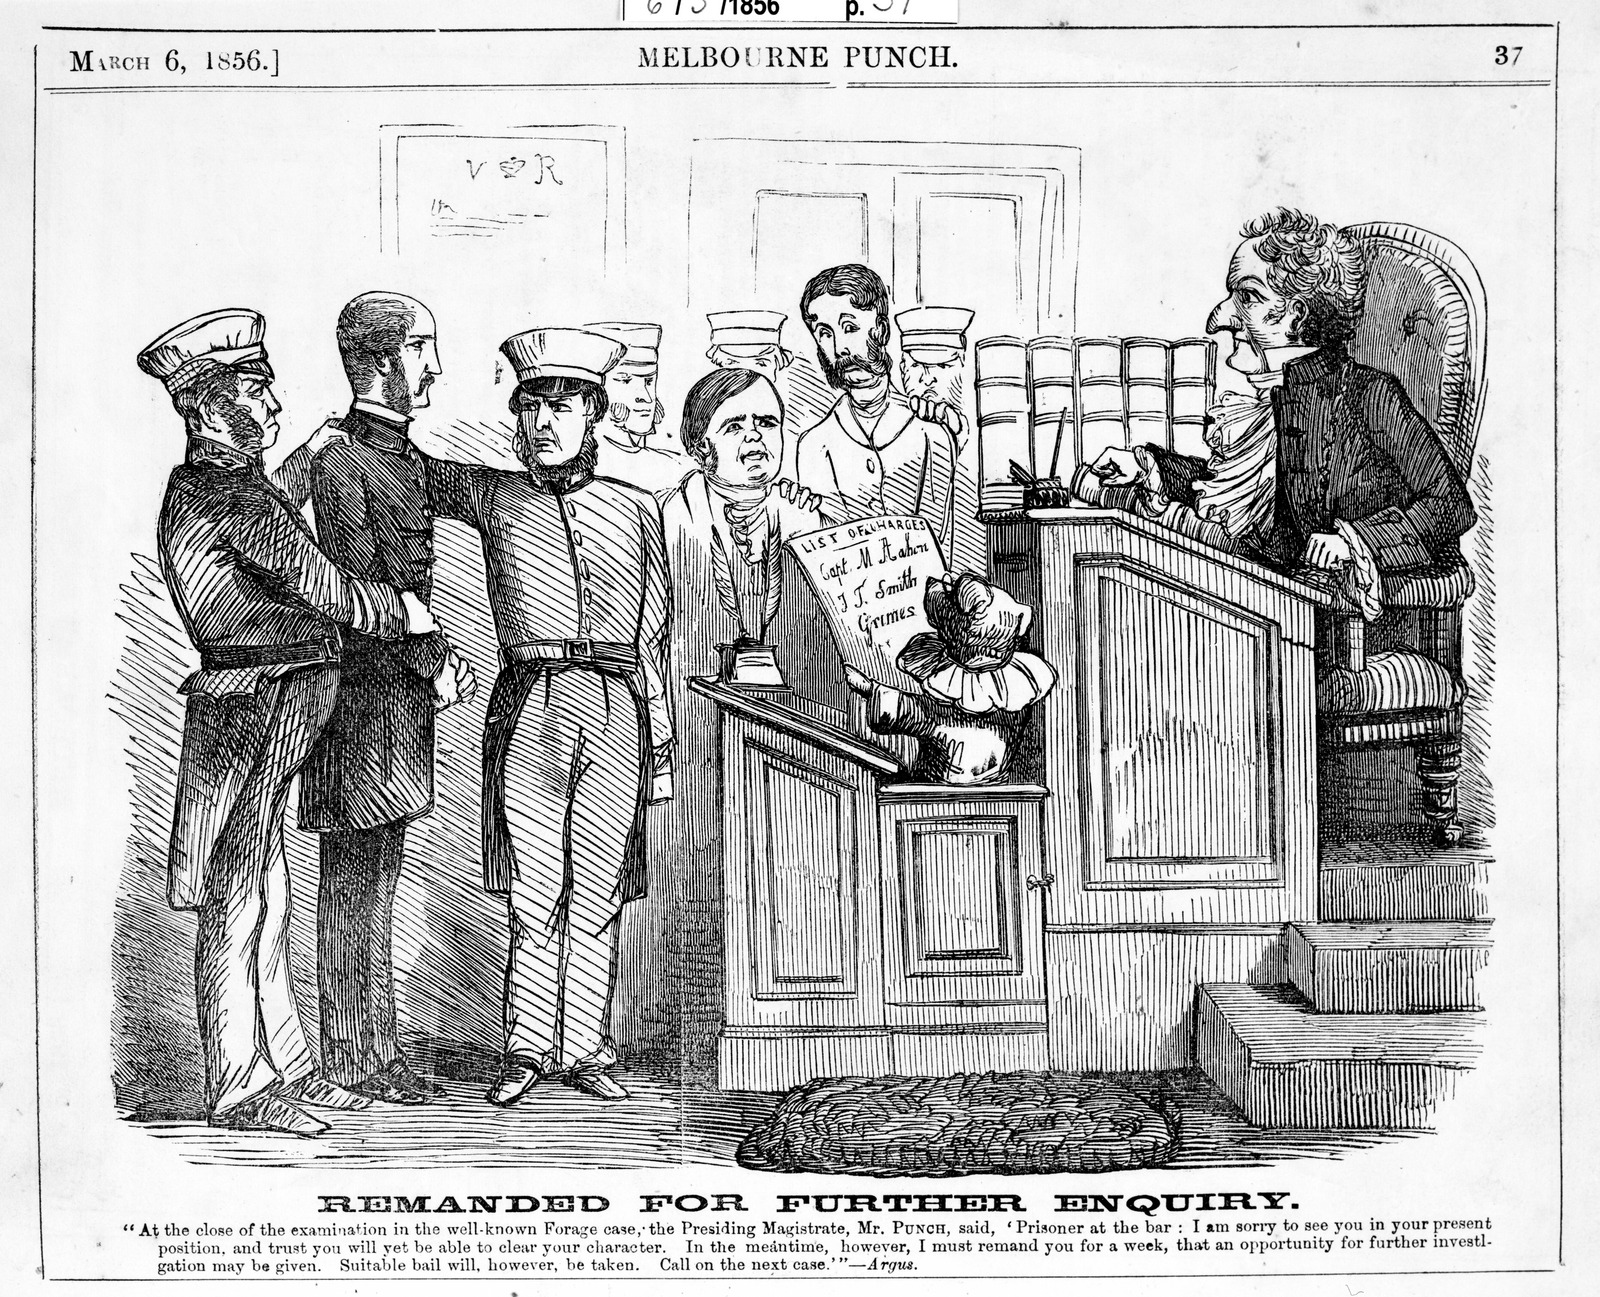 6/3/1856 p. 37
MARCH 6, 1856.] MELBOURNE PUNCH. 37
V R
LIST OF CHARGES
Capt. M Aahon
J T. Smith
Grimes
REMANDED FOR FURTHER ENQUIRY.
"At the close of the examination in the well-known Forage case, the Presiding Magistrate, Mr. PUNCH, said, 'Prisoner at the bar: I am sorry to see you in your present
position, and trust you will yet be able to clear your character. In the meantime, however, I must remand you for a week, that an opportunity for further investi-
gation may be given. Suitable bail will, however, be taken. Call on the next case.'"—Argus.